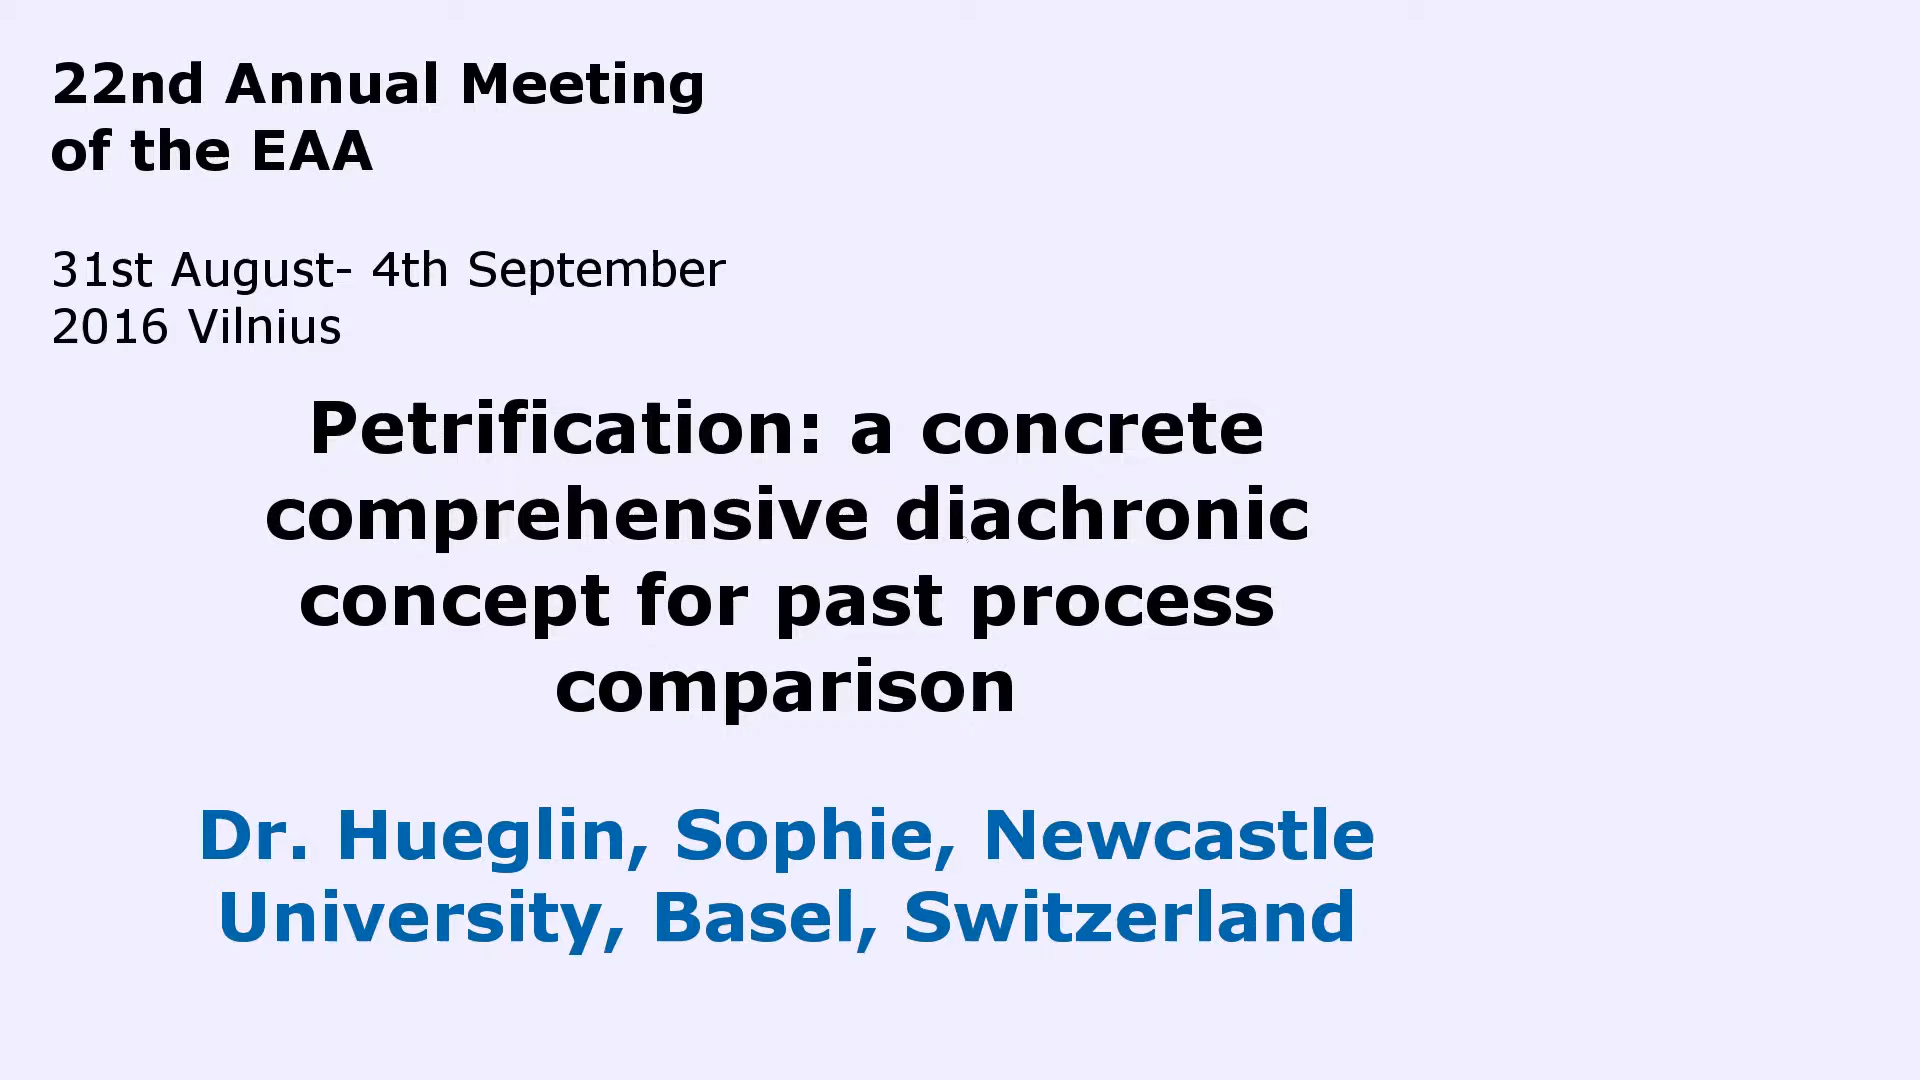 22nd Annual Meeting
of the EAA
31st August- 4th September
2016 Vilnius
Petrification: a concrete
comprehensive diachronic
concept for past process
comparison
Dr. Hueglin, Sophie, Newcastle
University, Basel, Switzerland